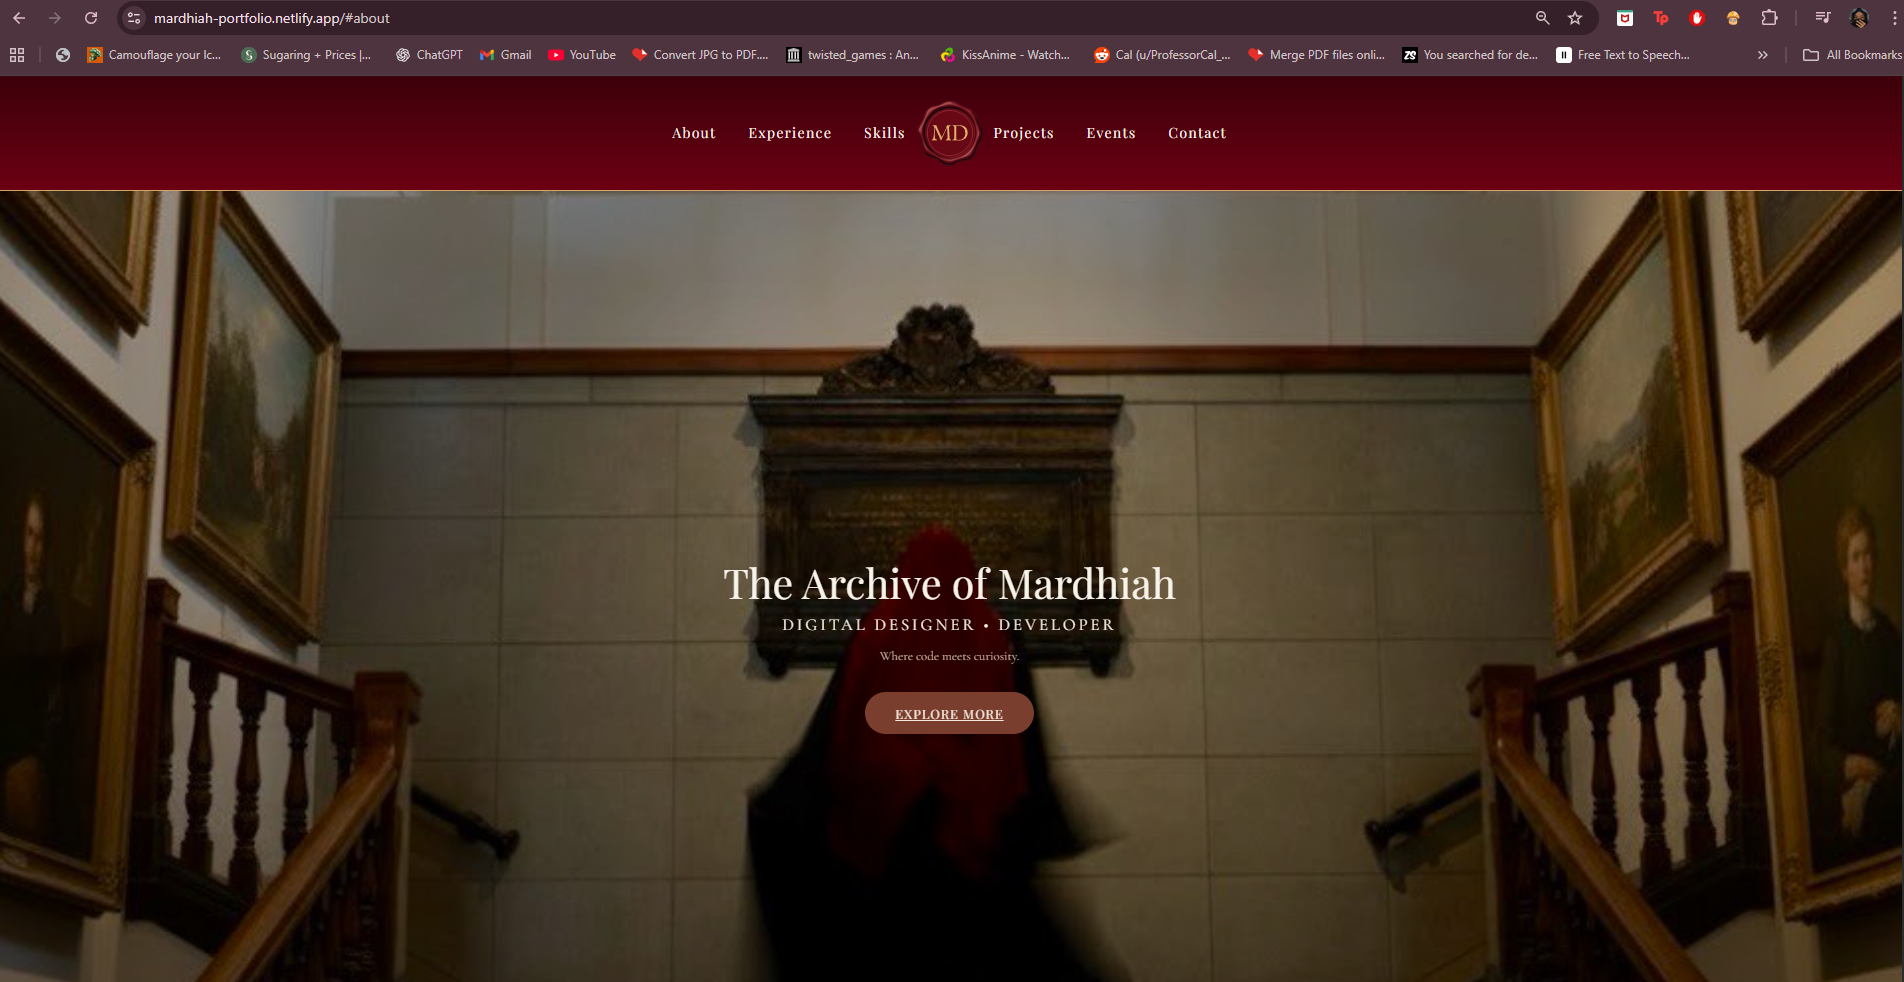 mardhiah-portfolio.netlify.app/#about
Camouflage your Ic... Sugaring + Prices |... ChatGPT Gmail YouTube Convert JPG to PDF.... twisted_games : An... KissAnime - Watch... Cal (u/ProfessorCal_... Merge PDF files onli... You searched for de... Free Text to Speech... » All Bookmarks
About Experience Skills MD Projects Events Contact
The Archive of Mardhiah
DIGITAL DESIGNER • DEVELOPER
Where code meets curiosity.
EXPLORE MORE